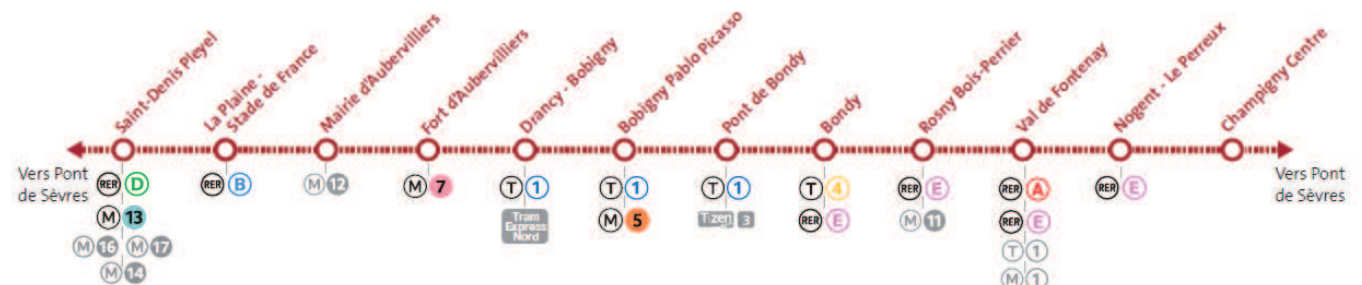 Saint-Denis Pleyel
La Plaine -
Stade de France
Mairie d'Aubervilliers
Fort d'Aubervilliers
Drancy - Bobigny
Bobigny Pablo Picasso
Pont de Bondy
Bondy
Rosny Bois-Perrier
Val de Fontenay
Nogent - Le Perreux
Champigny Centre
Vers Pont
de Sèvres
RER D
M 13
M 16 M 17
M 14
RER B
M 12
M 7
T 1
Tram
Express
Nord
T 1
M 5
T 1
Tzen 3
T 4
RER E
RER E
M 11
RER A
RER E
T 1
M 1
RER E
Vers Pont
de Sèvres